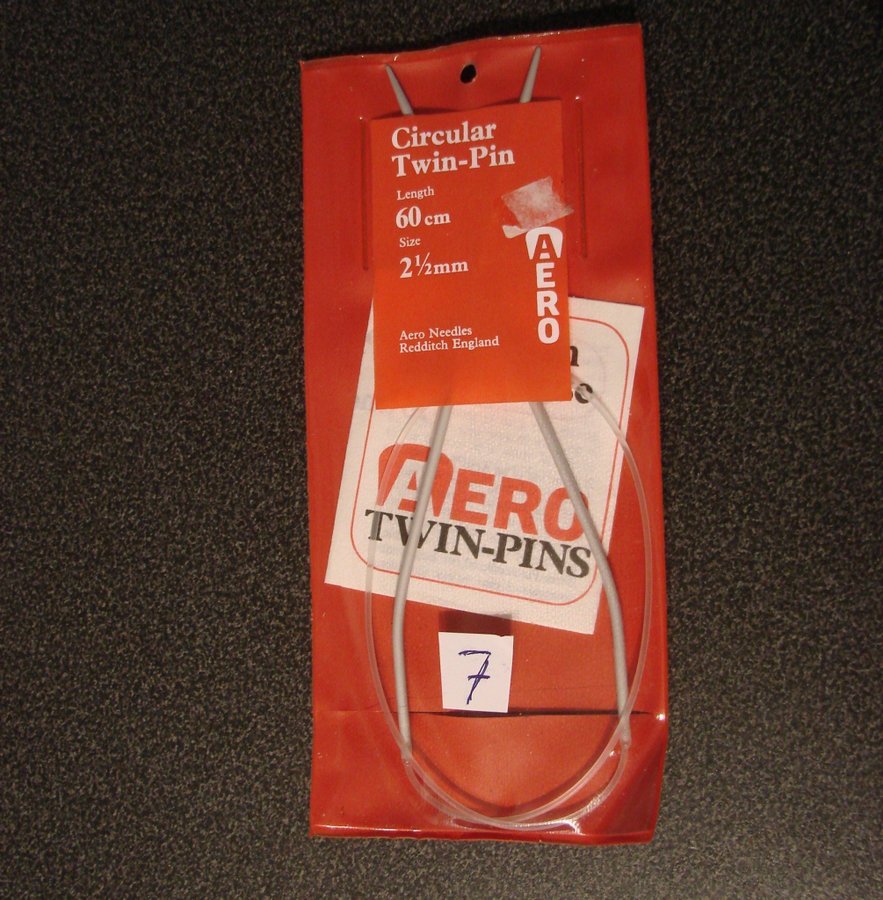 Circular
Twin-Pin
Length
60 cm
Size
2½mm
AERO
Aero Needles
Redditch England
AERO
TWIN-PINS
7